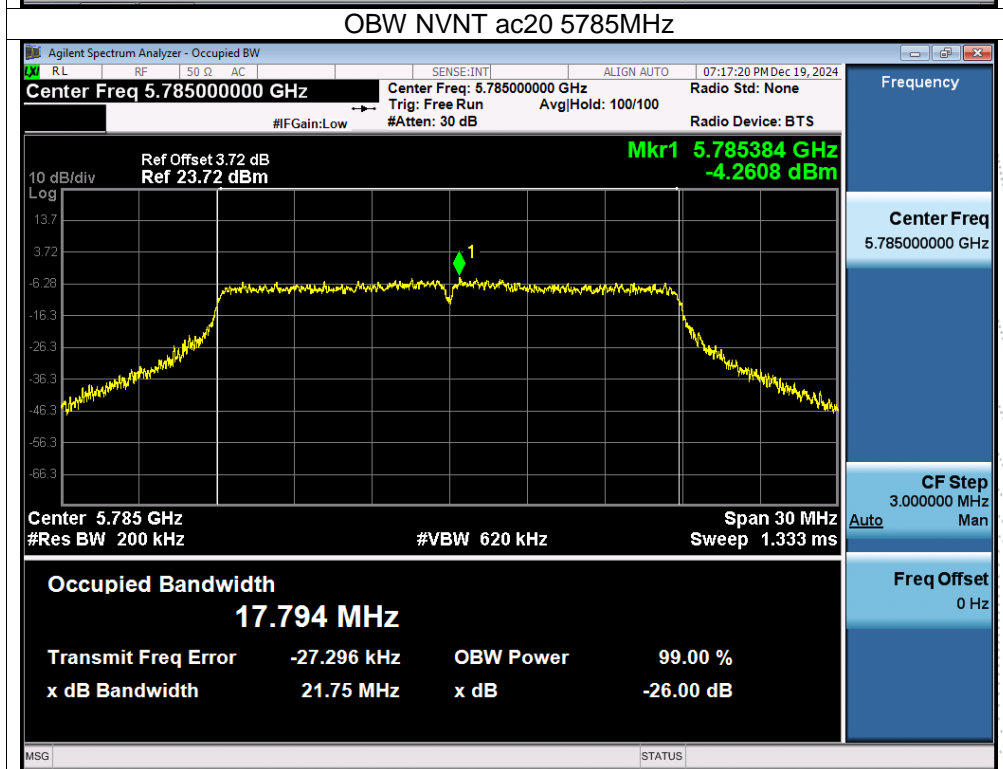 OBW NVNT ac20 5785MHz
Agilent Spectrum Analyzer - Occupied BW
LXI RL RF 50 Ω AC SENSE:INT ALIGN AUTO 07:17:20 PM Dec 19, 2024
Center Freq 5.785000000 GHz
Center Freq: 5.785000000 GHz
Radio Std: None
Trig: Free Run Avg|Hold: 100/100
#IFGain:Low
#Atten: 30 dB
Radio Device: BTS
Mkr1 5.785384 GHz
-4.2608 dBm
Ref Offset 3.72 dB
10 dB/div Ref 23.72 dBm
Log
13.7
3.72
1
-6.28
-16.3
-26.3
-36.3
-46.3
-56.3
-66.3
Center 5.785 GHz Span 30 MHz
#Res BW 200 kHz #VBW 620 kHz Sweep 1.333 ms
Occupied Bandwidth
17.794 MHz
Transmit Freq Error -27.296 kHz OBW Power 99.00 %
x dB Bandwidth 21.75 MHz x dB -26.00 dB
MSG STATUS
Frequency
Center Freq
5.785000000 GHz
CF Step
3.000000 MHz
Auto Man
Freq Offset
0 Hz